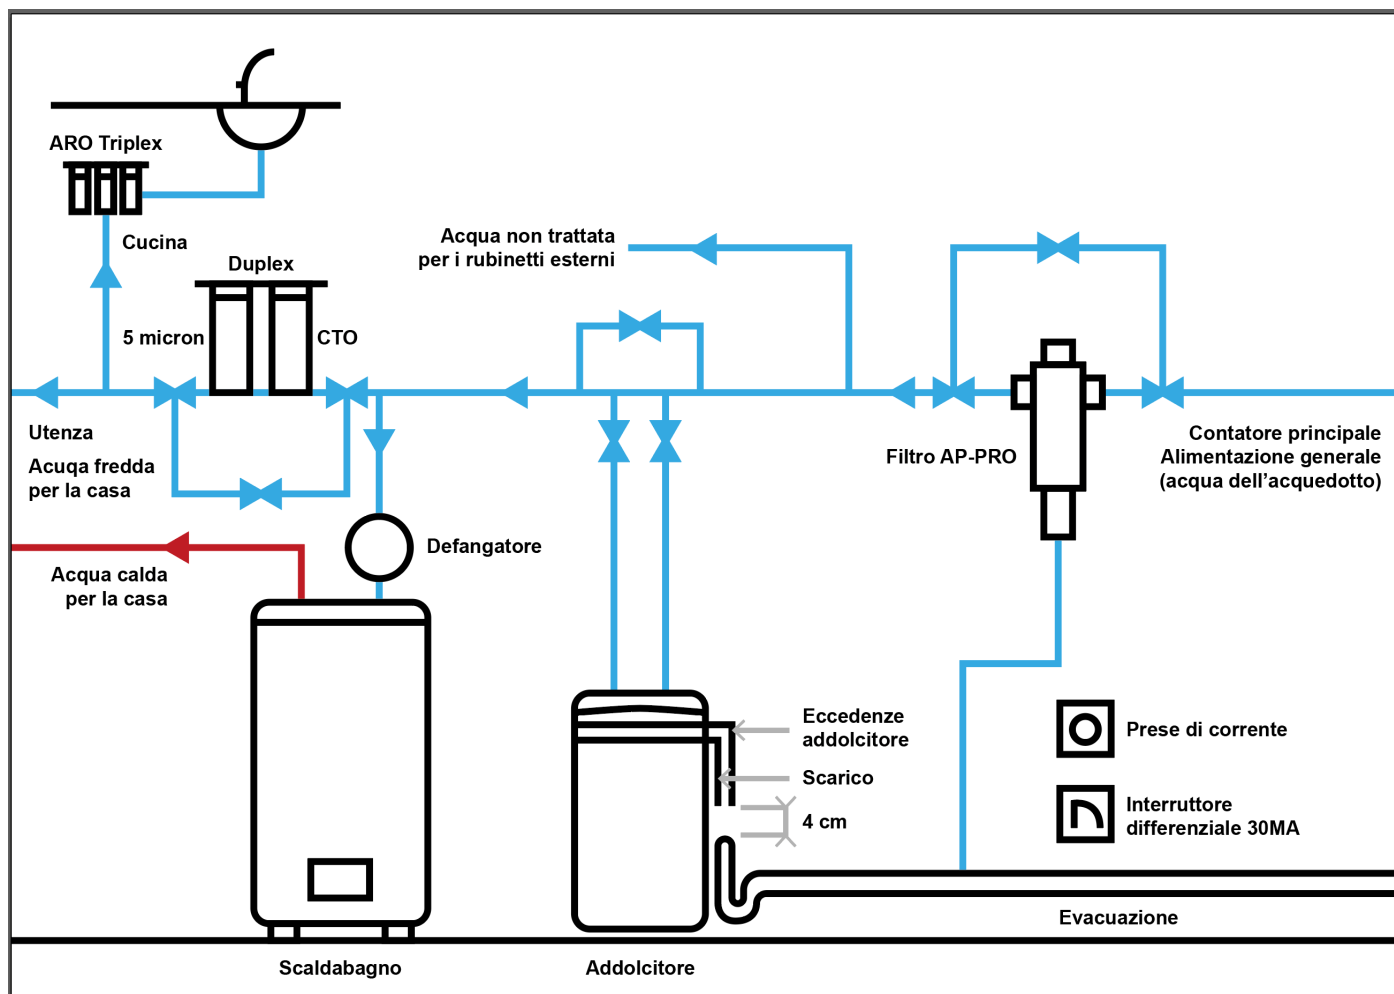 ARO Triplex
Cucina
Duplex
5 micron
CTO
Acqua non trattata
per i rubinetti esterni
Utenza
Acuqa fredda
per la casa
Filtro AP-PRO
Contatore principale
Alimentazione generale
(acqua dell’acquedotto)
Acqua calda
per la casa
Defangatore
Eccedenze
addolcitore
Scarico
4 cm
Prese di corrente
Interruttore
differenziale 30MA
Evacuazione
Scaldabagno
Addolcitore